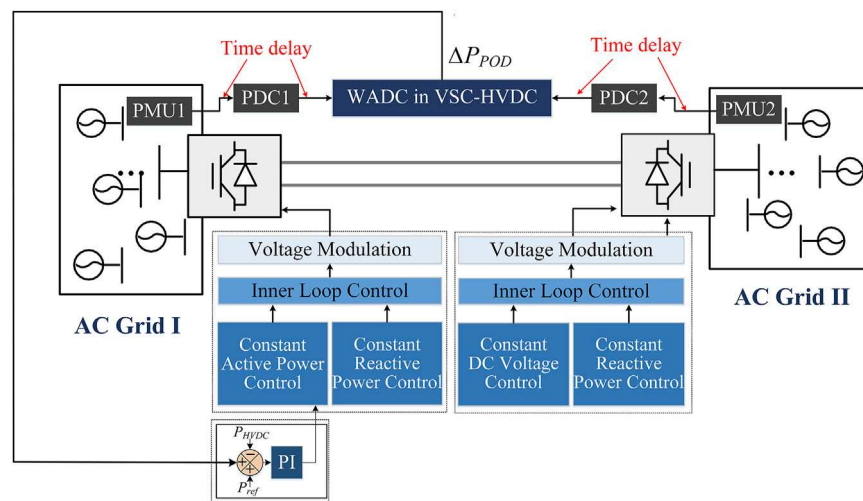 Time delay
ΔP_POD
Time delay
PMU1
PDC1
WADC in VSC-HVDC
PDC2
PMU2
...
...
Voltage Modulation
Voltage Modulation
Inner Loop Control
Inner Loop Control
AC Grid I
AC Grid II
Constant
Active Power
Control
Constant
Reactive
Power Control
Constant
DC Voltage
Control
Constant
Reactive
Power Control
P_HVDC
PI
P_ref